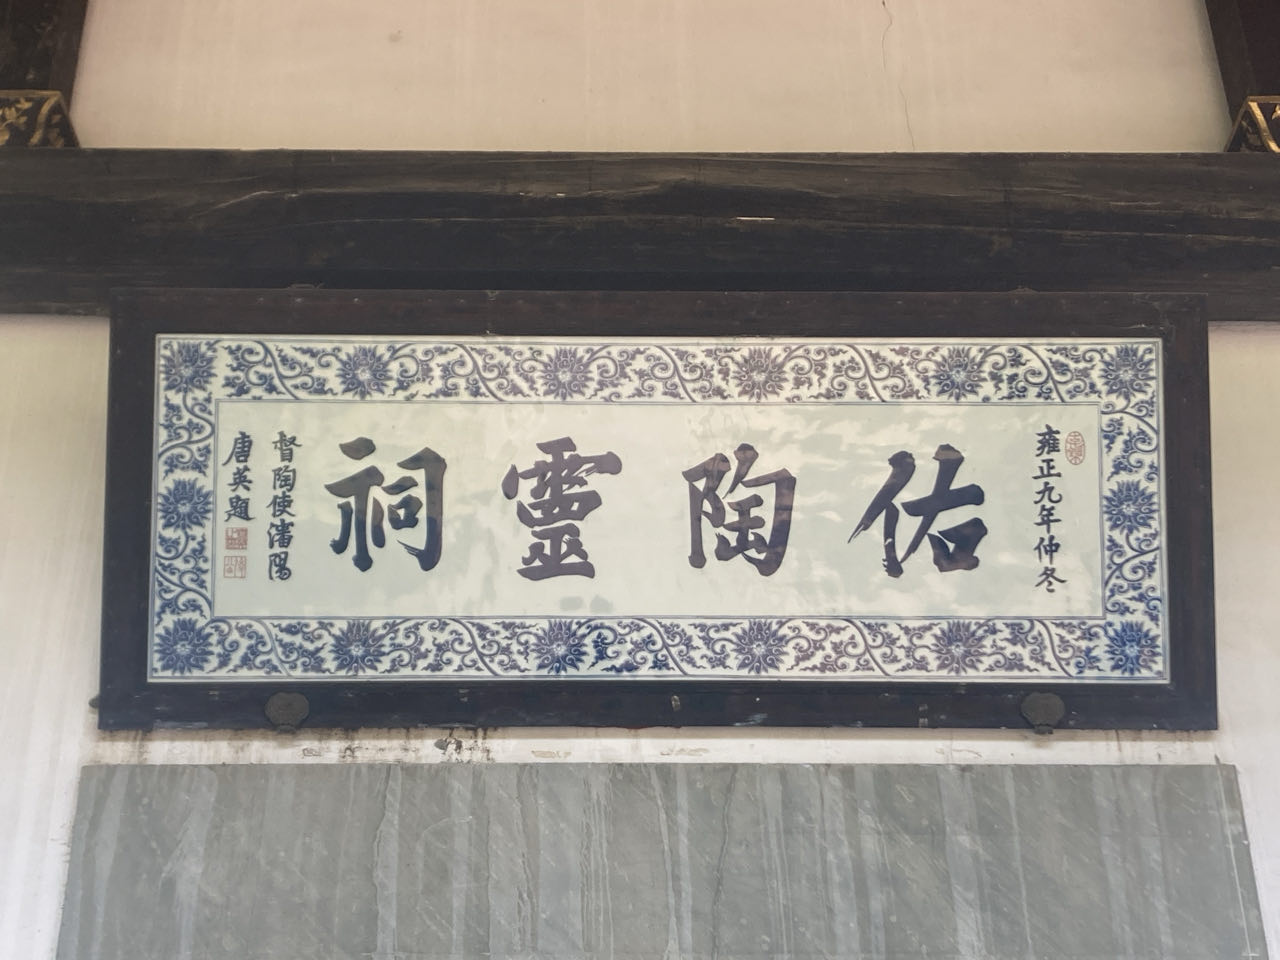 雍正九年仲冬
佑陶靈祠
督陶使瀋陽
唐英題